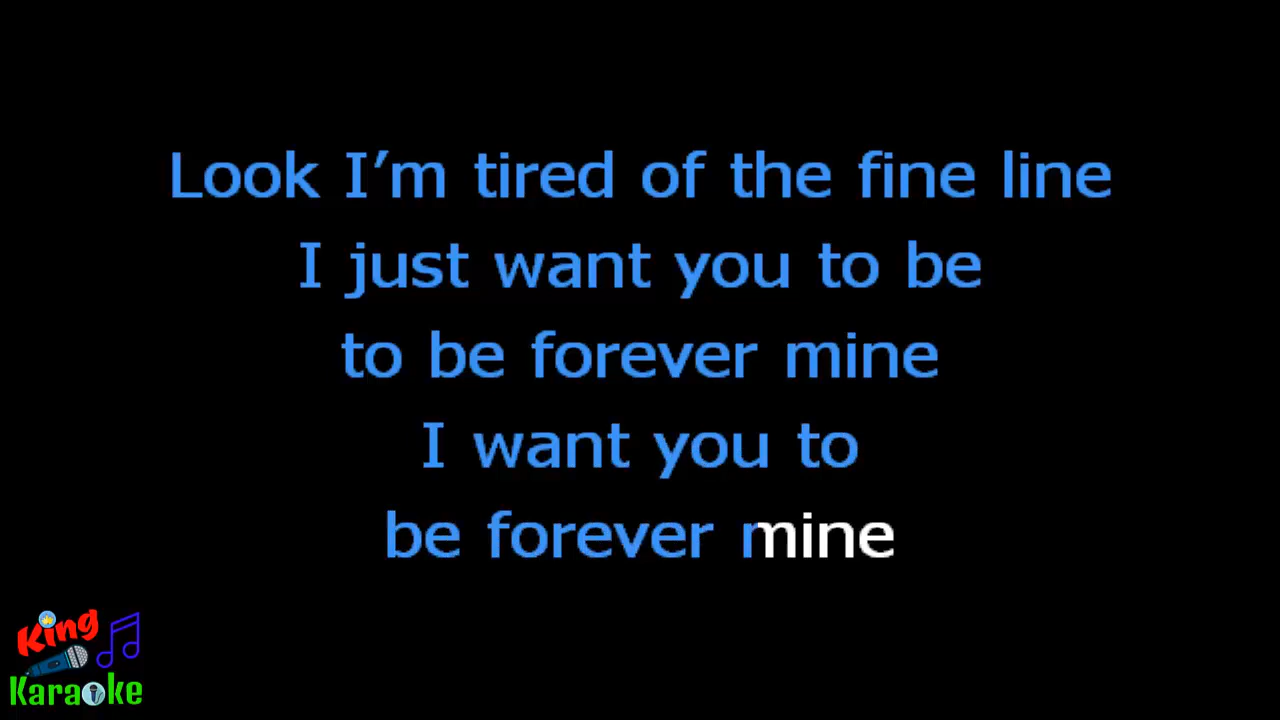 Look I’m tired of the fine line
I just want you to be
to be forever mine
I want you to
be forever mine
King
Karaoke